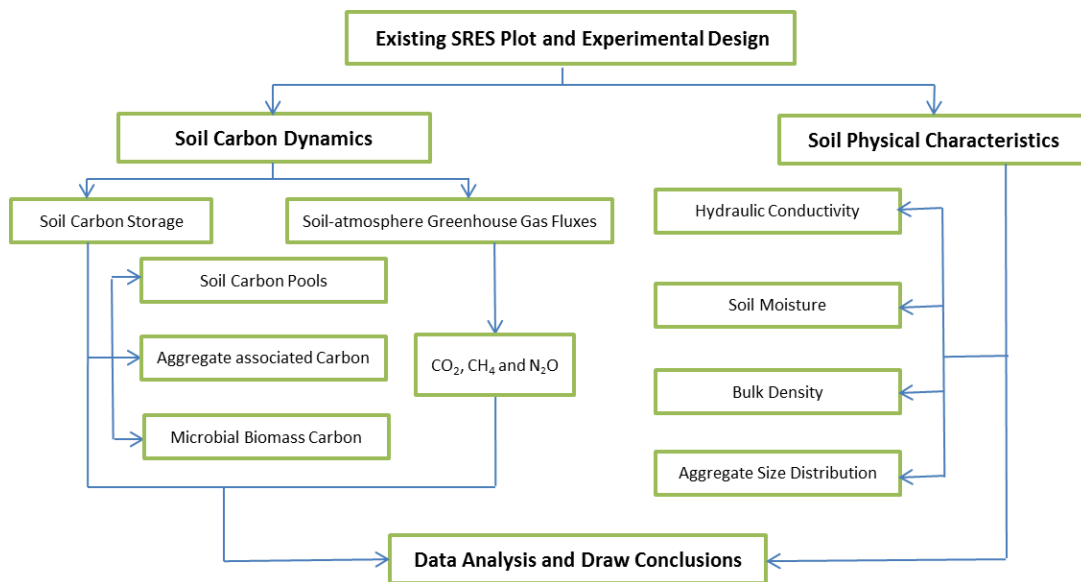 Existing SRES Plot and Experimental Design
Soil Carbon Dynamics
Soil Physical Characteristics
Soil Carbon Storage
Soil-atmosphere Greenhouse Gas Fluxes
Hydraulic Conductivity
Soil Carbon Pools
Soil Moisture
Aggregate associated Carbon
CO₂, CH₄ and N₂O
Bulk Density
Microbial Biomass Carbon
Aggregate Size Distribution
Data Analysis and Draw Conclusions